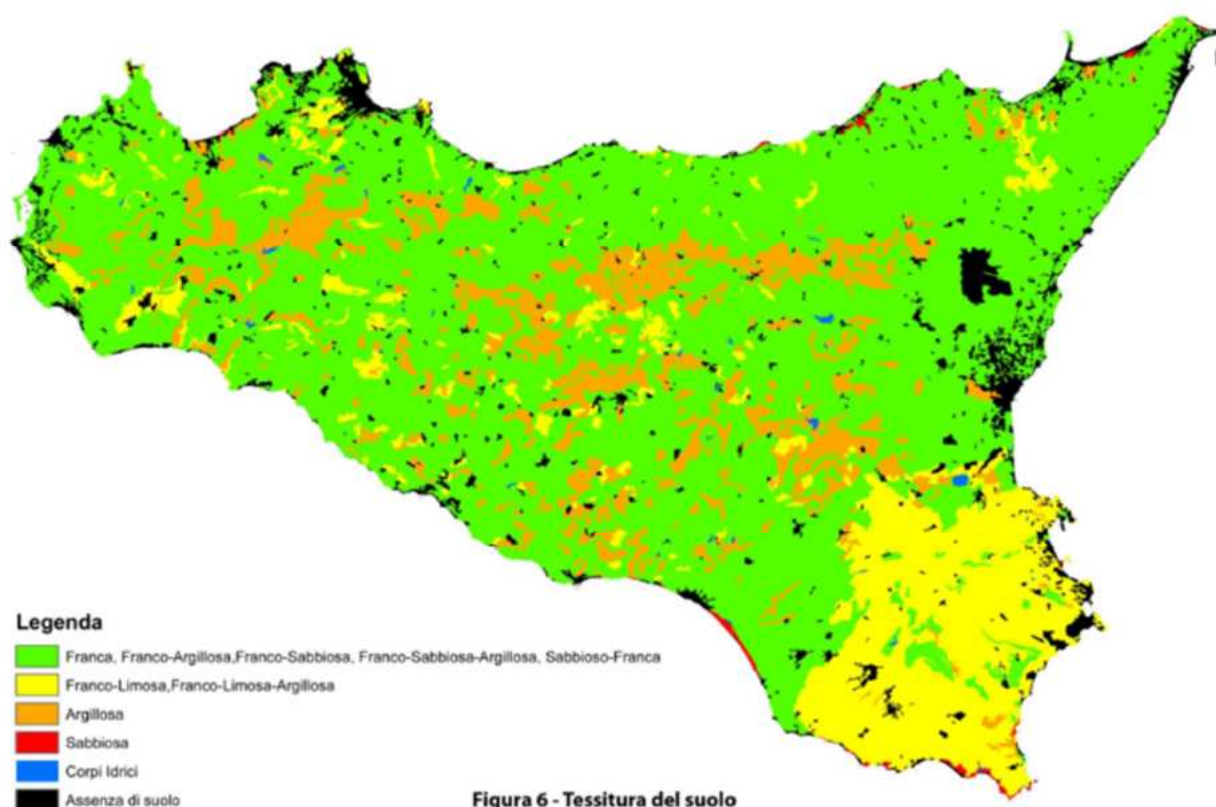 Legenda
Franca, Franco-Argillosa,Franco-Sabbiosa, Franco-Sabbiosa-Argillosa, Sabbioso-Franca
Franco-Limosa,Franco-Limosa-Argillosa
Argillosa
Sabbiosa
Corpi Idrici
Assenza di suolo
Figura 6 - Tessitura del suolo